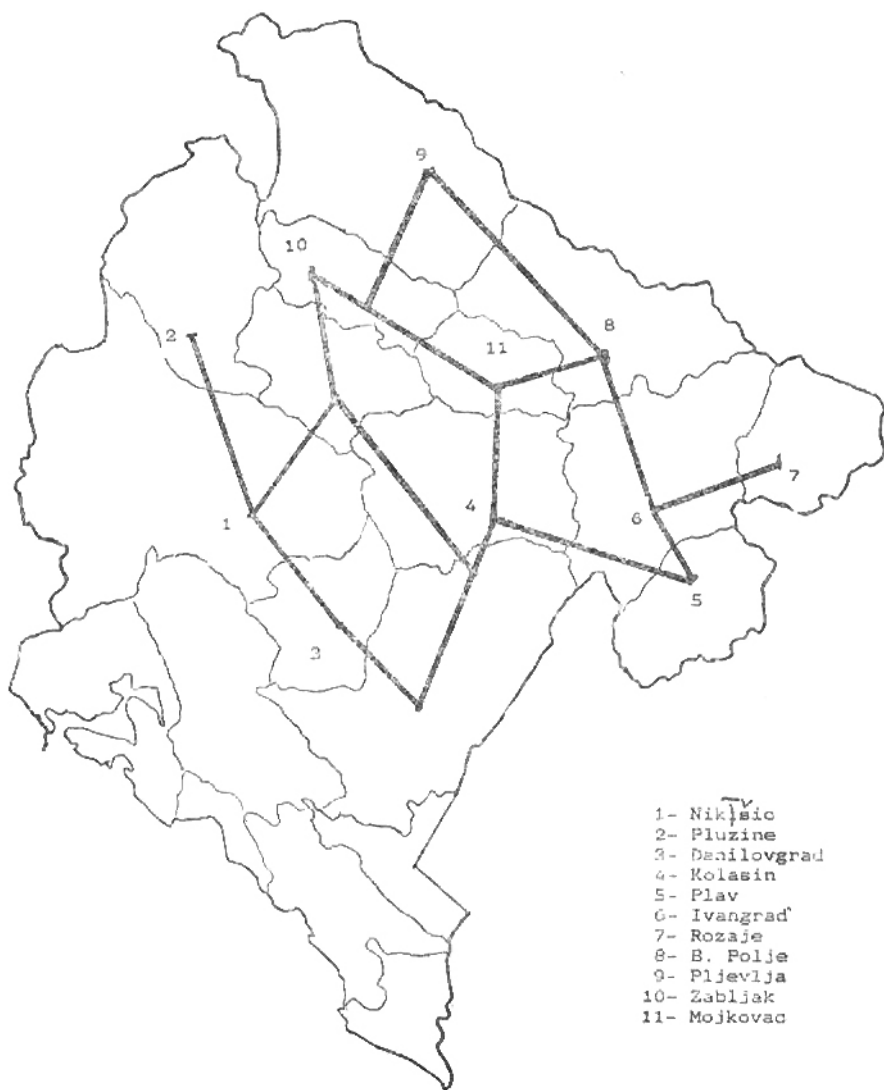 9
10
2
8
11
7
4
6
1
5
3
1- Nikšic
2- Pluzine
3- Danilovgrad
4- Kolasin
5- Plav
6- Ivangrad
7- Rozaje
8- B. Polje
9- Pljevlja
10- Zabljak
11- Mojkovac